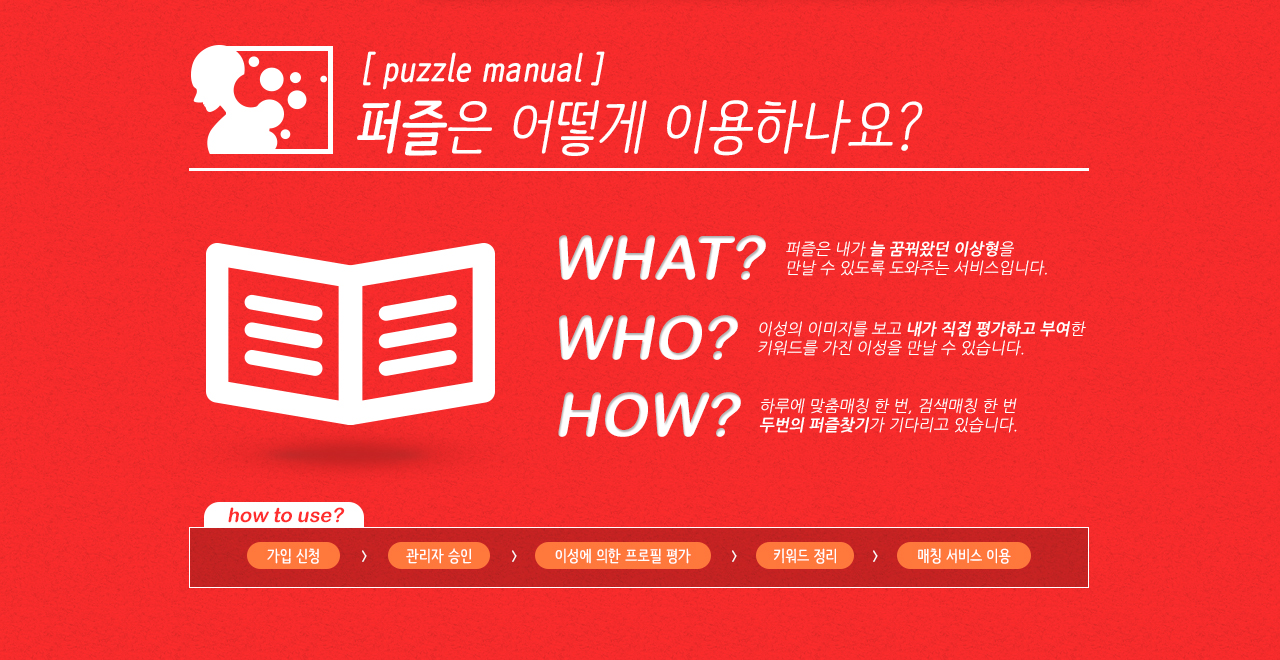 [ puzzle manual ]
퍼즐은 어떻게 이용하나요?
WHAT?
퍼즐은 내가 늘 꿈꿔왔던 이상형을
만날 수 있도록 도와주는 서비스입니다.
WHO?
이성의 이미지를 보고 내가 직접 평가하고 부여한
키워드를 가진 이성을 만날 수 있습니다.
HOW?
하루에 맞춤매칭 한 번, 검색매칭 한 번
두번의 퍼즐찾기가 기다리고 있습니다.
how to use?
가입 신청 > 관리자 승인 > 이성에 의한 프로필 평가 > 키워드 정리 > 매칭 서비스 이용